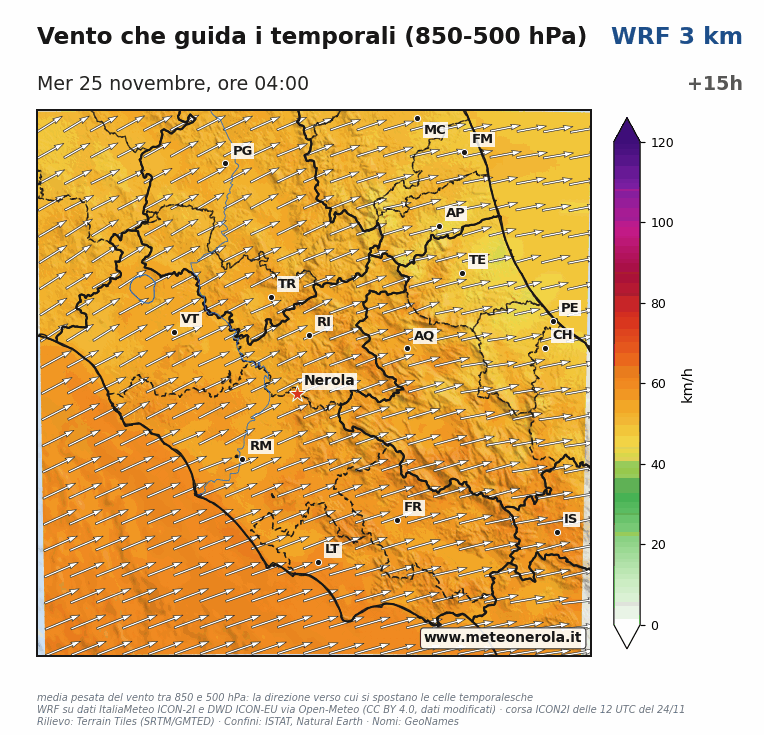 Vento che guida i temporali (850-500 hPa) WRF 3 km
Mer 25 novembre, ore 04:00 +15h
MC
FM
PG
AP
TE
TR
PE
VT
RI
AQ
CH
Nerola
RM
FR
IS
LT
www.meteonerola.it
120
100
80
60
40
20
0
km/h
media pesata del vento tra 850 e 500 hPa: la direzione verso cui si spostano le celle temporalesche
WRF su dati ItaliaMeteo ICON-2I e DWD ICON-EU via Open-Meteo (CC BY 4.0, dati modificati) · corsa ICON2I delle 12 UTC del 24/11
Rilievo: Terrain Tiles (SRTM/GMTED) · Confini: ISTAT, Natural Earth · Nomi: GeoNames